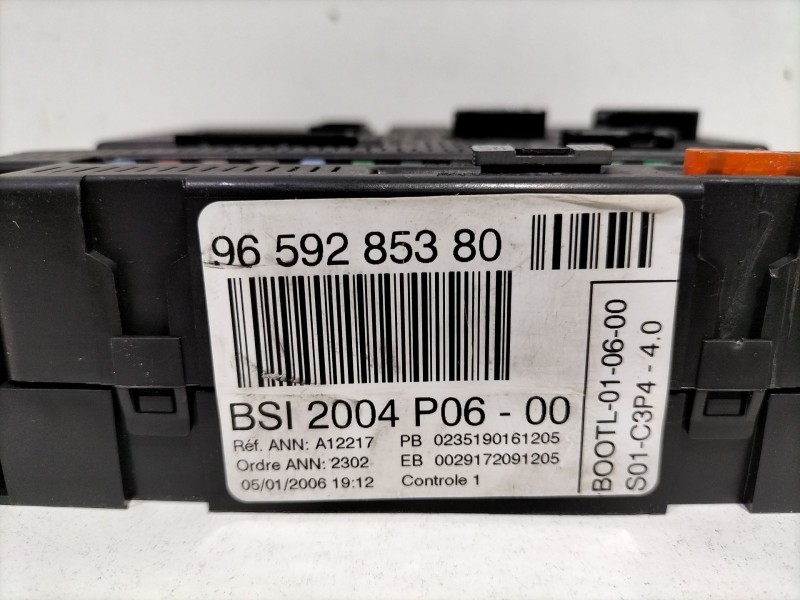 96 592 853 80
BSI 2004 P06 - 00
Réf. ANN: A12217 PB 0235190161205
Ordre ANN: 2302 EB 0029172091205
05/01/2006 19:12 Controle 1
BOOTL-01-06-00
S01-C3P4 - 4.0